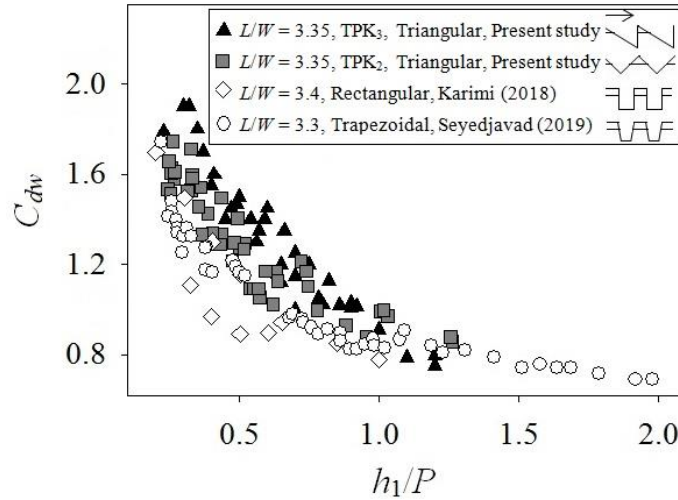 L/W = 3.35, TPK₃, Triangular, Present study
L/W = 3.35, TPK₂, Triangular, Present study
L/W = 3.4, Rectangular, Karimi (2018)
L/W = 3.3, Trapezoidal, Seyedjavad (2019)
2.0
1.6
1.2
0.8
C_dw
0.5
1.0
1.5
2.0
h₁/P